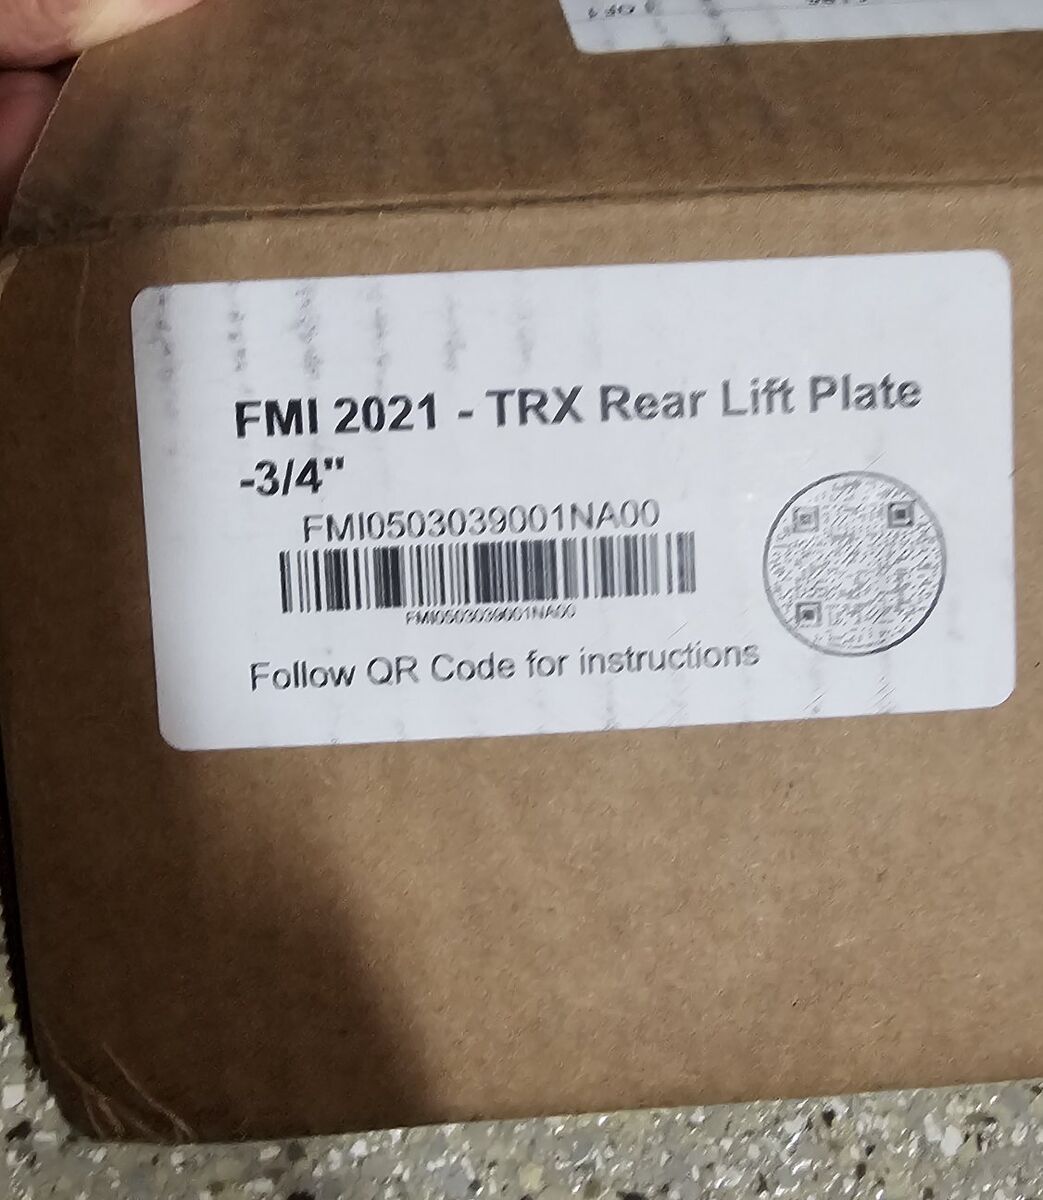 FMI 2021 - TRX Rear Lift Plate
-3/4"
FMI0503039001NA00
FMI0503039001NA00
Follow QR Code for instructions